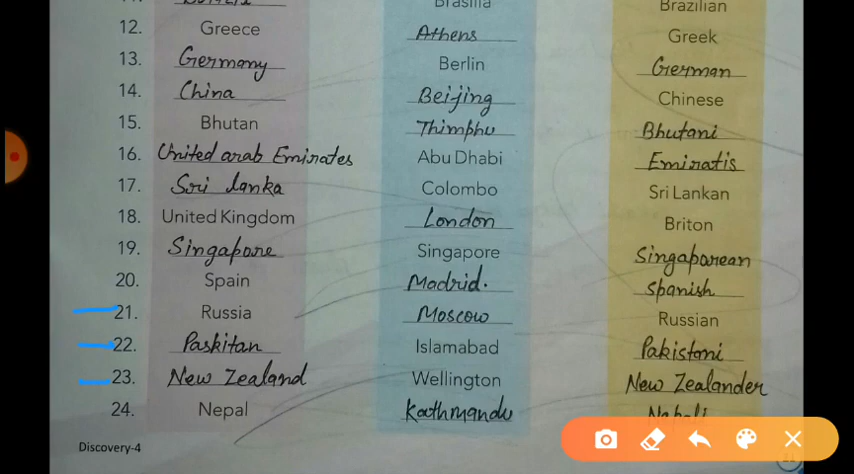 Brasilia Brazilian
12. Greece Athens Greek
13. Germany Berlin German
14. China Beijing Chinese
15. Bhutan Thimphu Bhutani
16. United arab Emirates Abu Dhabi Emiratis
17. Sri lanka Colombo Sri Lankan
18. United Kingdom London Briton
19. Singapore Singapore Singaporean
20. Spain Madrid. Spanish
21. Russia Moscow Russian
22. Paskitan Islamabad Pakistani
23. New Zealand Wellington New Zealander
24. Nepal Kathmandu Nepali
Discovery-4